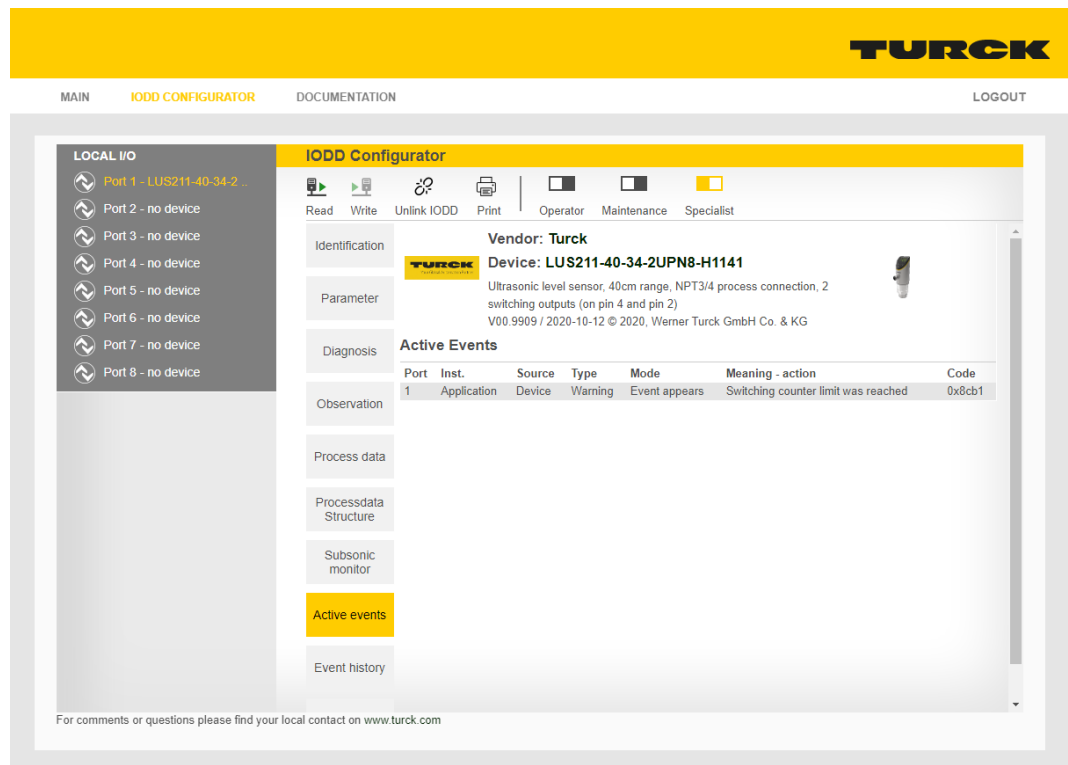 TURCK
MAIN IODD CONFIGURATOR DOCUMENTATION LOGOUT
LOCAL I/O
Port 1 - LUS211-40-34-2 ..
Port 2 - no device
Port 3 - no device
Port 4 - no device
Port 5 - no device
Port 6 - no device
Port 7 - no device
Port 8 - no device
IODD Configurator
Read Write Unlink IODD Print Operator Maintenance Specialist
Identification
Parameter
Diagnosis
Observation
Process data
Processdata
Structure
Subsonic
monitor
Active events
Event history
TURCK
Vendor: Turck
Device: LUS211-40-34-2UPN8-H1141
Ultrasonic level sensor, 40cm range, NPT3/4 process connection, 2
switching outputs (on pin 4 and pin 2)
V00.9909 / 2020-10-12 © 2020, Werner Turck GmbH Co. & KG
Active Events
Port Inst. Source Type Mode Meaning - action Code
1 Application Device Warning Event appears Switching counter limit was reached 0x8cb1
For comments or questions please find your local contact on www.turck.com